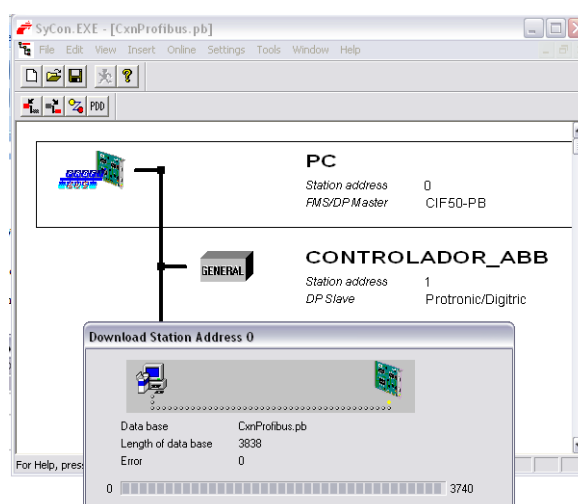 SyCon.EXE - [CxnProfibus.pb]
File Edit View Insert Online Settings Tools Window Help
PDD
PC
Station address 0
FMS/DP Master CIF50-PB
GENERAL
CONTROLADOR_ABB
Station address 1
DP Slave Protronic/Digitric
Download Station Address 0
Data base CxnProfibus.pb
Length of data base 3838
Error 0
For Help, pres
0 3740